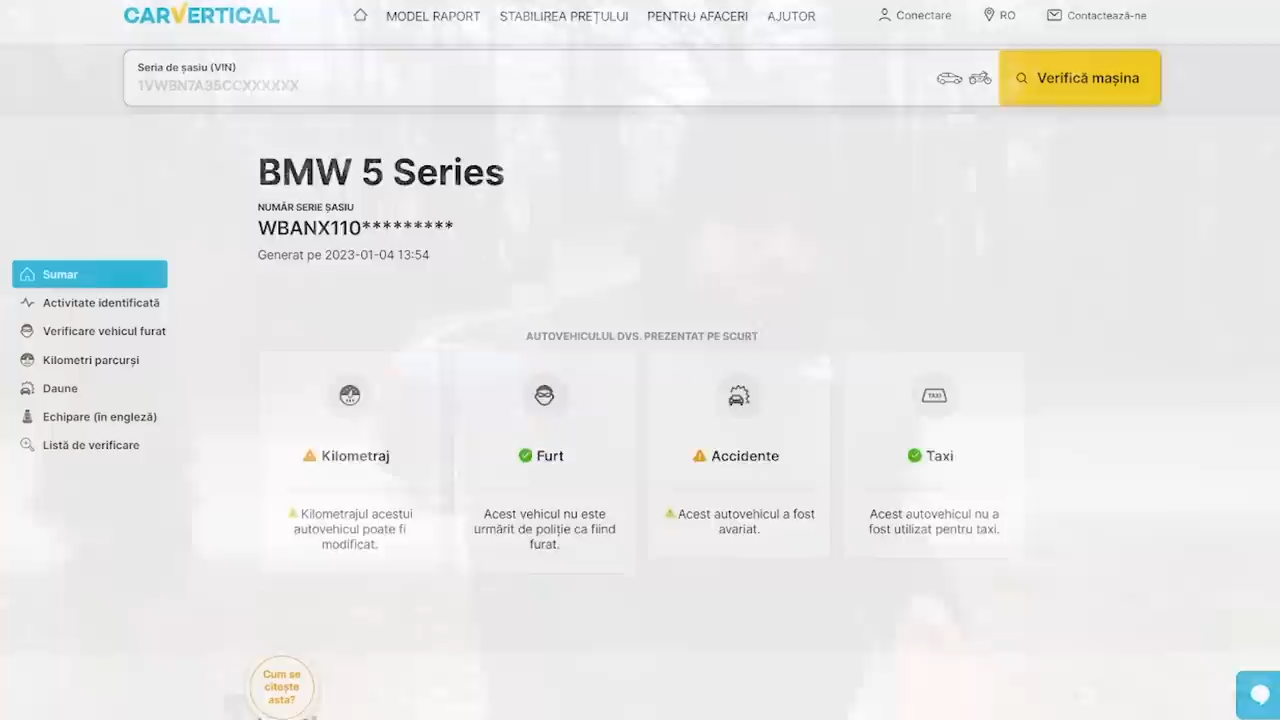 CARVERTICAL
MODEL RAPORT
STABILIREA PREȚULUI
PENTRU AFACERI
AJUTOR
Conectare
RO
Contactează-ne
Seria de șasiu (VIN)
1VWBN7A35CCXXXXXX
Verifică mașina
BMW 5 Series
NUMĂR SERIE ȘASIU
WBANX110*********
Generat pe 2023-01-04 13:54
Sumar
Activitate identificată
Verificare vehicul furat
Kilometri parcurși
Daune
Echipare (în engleză)
Listă de verificare
AUTOVEHICULUL DVS. PREZENTAT PE SCURT
Kilometraj
Kilometrajul acestui
autovehicul poate fi
modificat.
Furt
Acest vehicul nu este
urmărit de poliție ca fiind
furat.
Accidente
Acest autovehicul a fost
avariat.
TAXI
Taxi
Acest autovehicul nu a
fost utilizat pentru taxi.
Cum se
citește
asta?